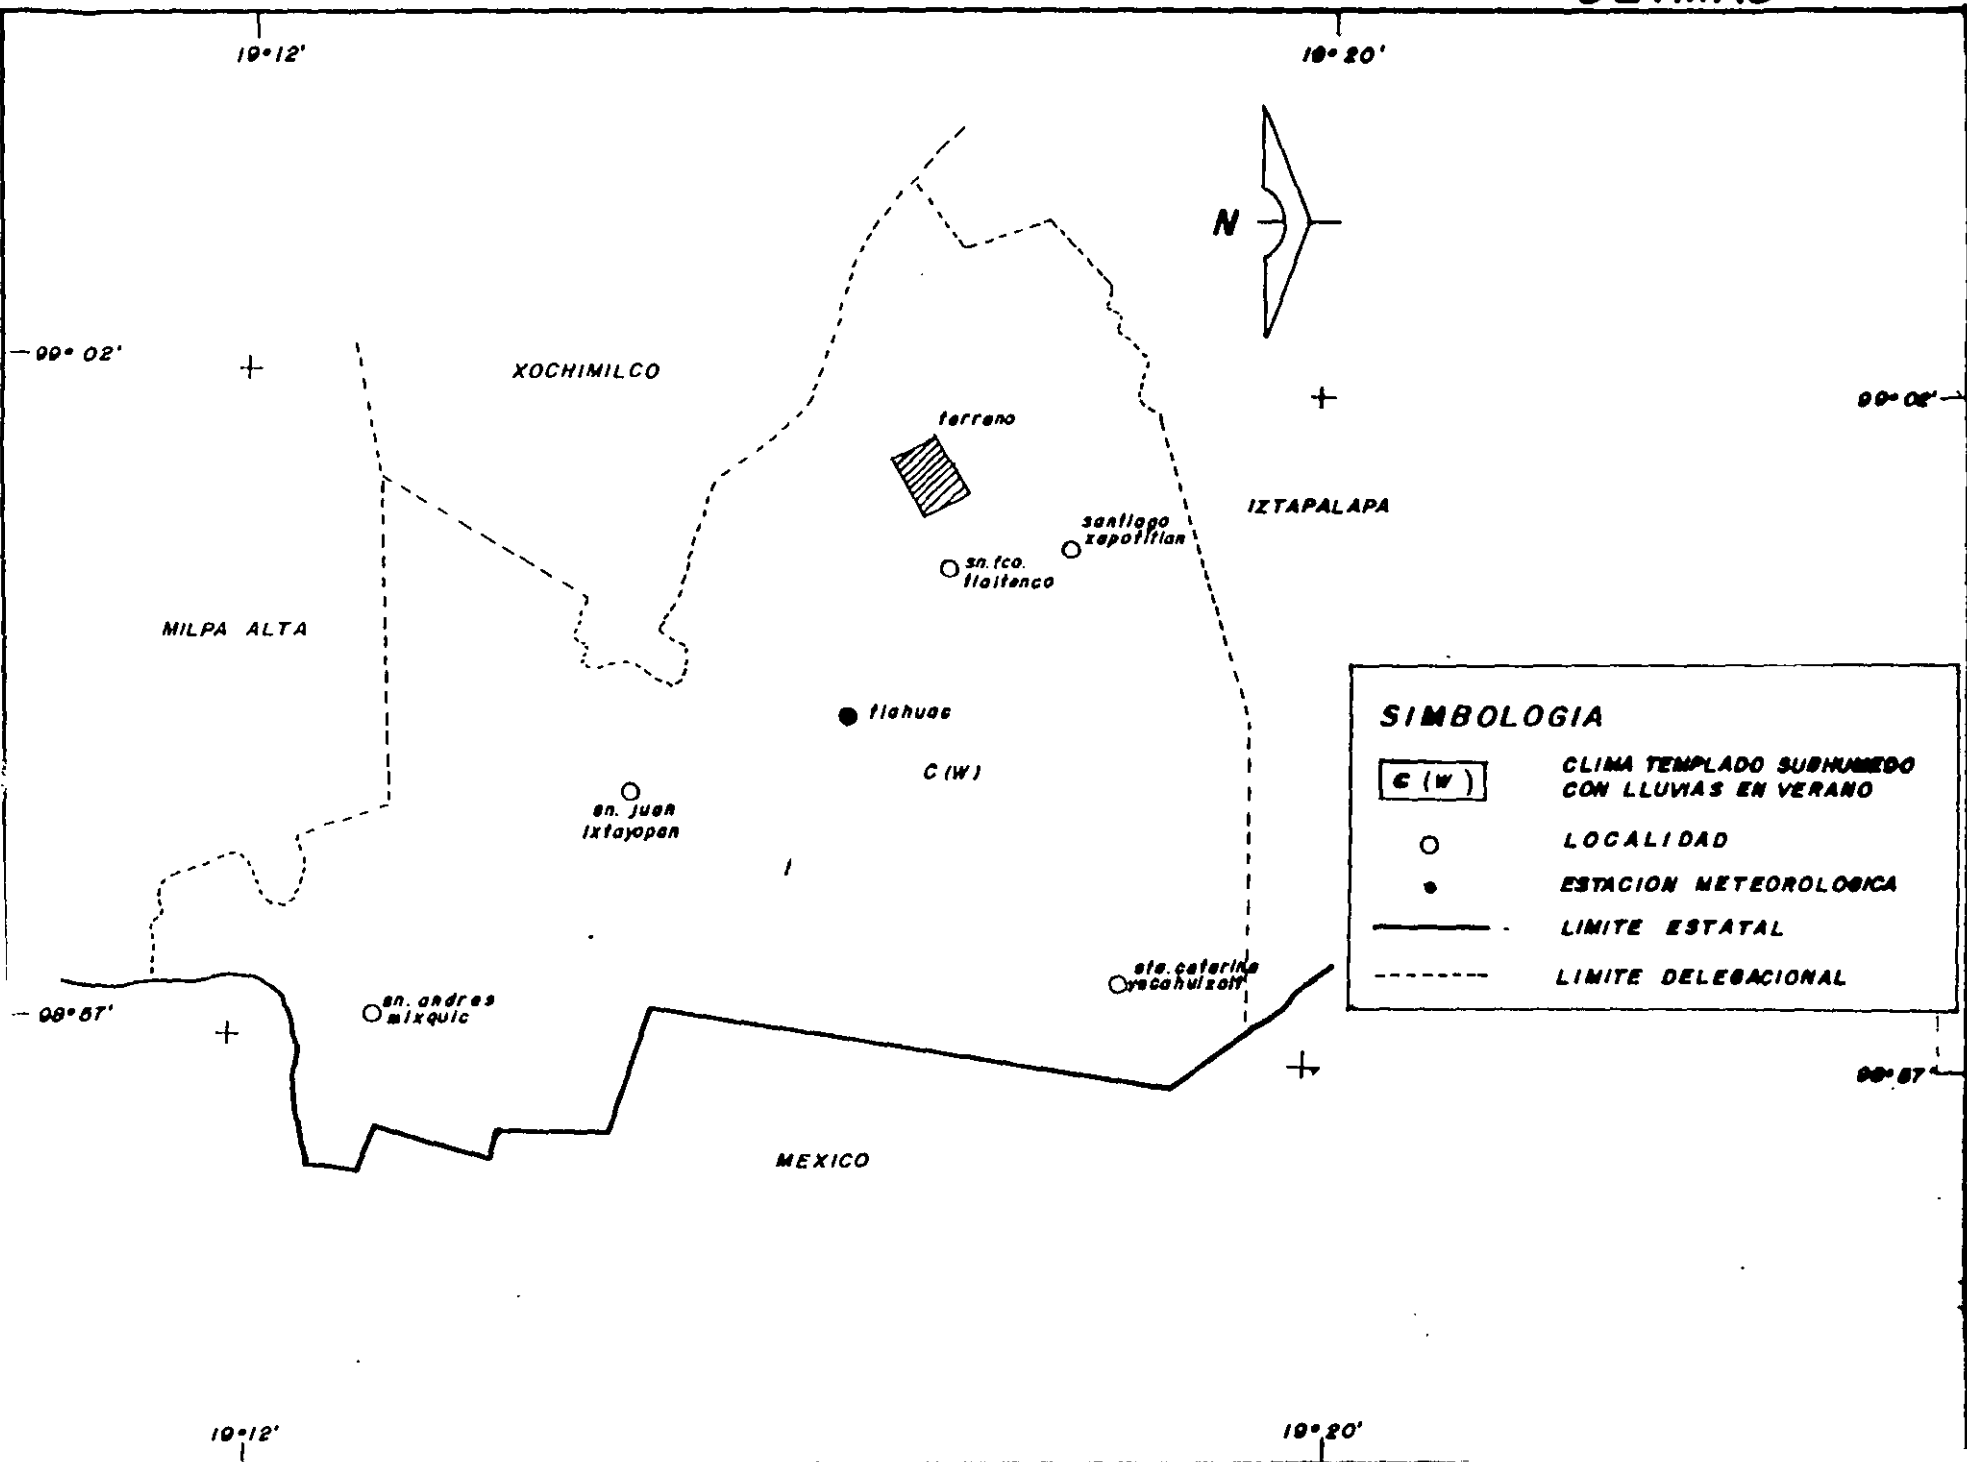 19°12'
19°20'
N
99° 02'
XOCHIMILCO
99° 02'
terreno
IZTAPALAPA
santiago
zapotitlan
sn. fco.
tlaltenco
MILPA ALTA
tlahuac
C (W)
sn. juan
ixtayopan
SIMBOLOGIA
C (W)
CLIMA TEMPLADO SUBHUMEDO
CON LLUVIAS EN VERANO
LOCALIDAD
ESTACION METEOROLOGICA
LIMITE ESTATAL
LIMITE DELEGACIONAL
sta. catarina
yecahuizotl
sn. andres
mixquic
98°57'
98°57'
MEXICO
19°12'
19°20'